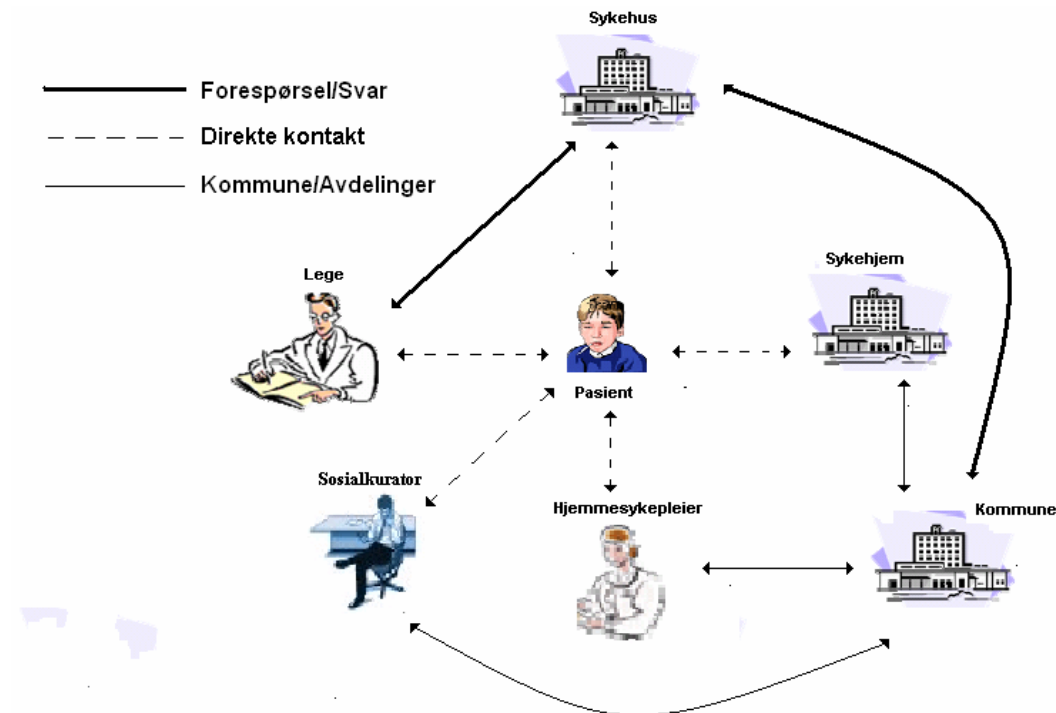 Sykehus
Forespørsel/Svar
Direkte kontakt
Kommune/Avdelinger
Lege
Sykehjem
Pasient
Sosialkurator
Hjemmesykepleier
Kommune